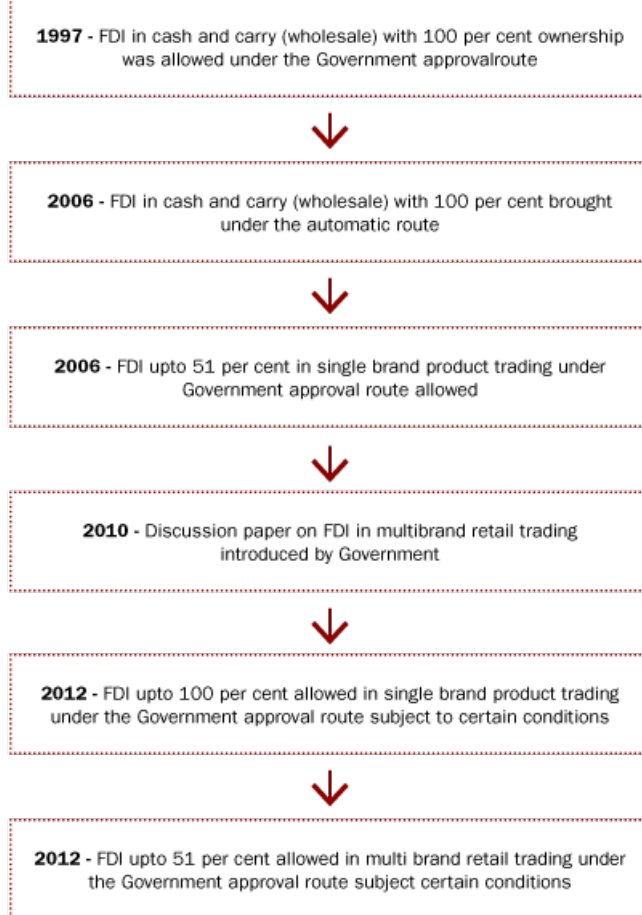 1997 - FDI in cash and carry (wholesale) with 100 per cent ownership
was allowed under the Government approvalroute
2006 - FDI in cash and carry (wholesale) with 100 per cent brought
under the automatic route
2006 - FDI upto 51 per cent in single brand product trading under
Government approval route allowed
2010 - Discussion paper on FDI in multibrand retail trading
introduced by Government
2012 - FDI upto 100 per cent allowed in single brand product trading
under the Government approval route subject to certain conditions
2012 - FDI upto 51 per cent allowed in multi brand retail trading under
the Government approval route subject certain conditions